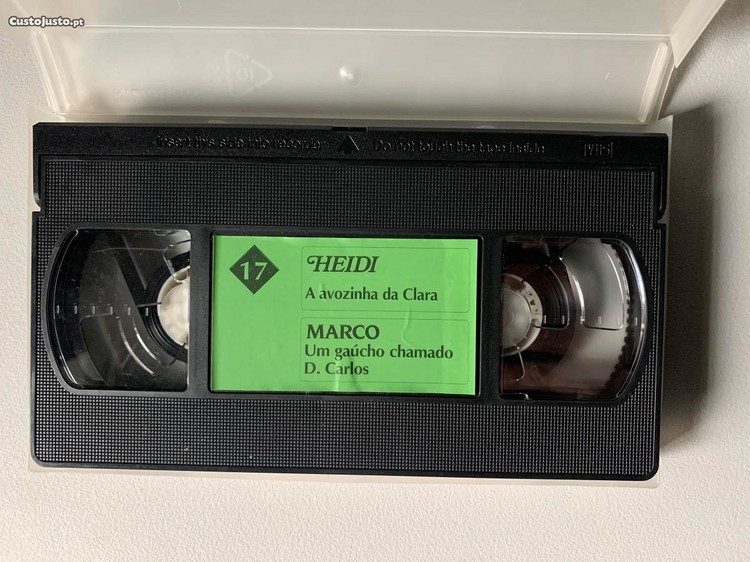 CustoJusto.pt
Insert this side into recorder
Do not touch the tape inside
VHS
17
HEIDI
A avozinha da Clara
MARCO
Um gaúcho chamado
D. Carlos